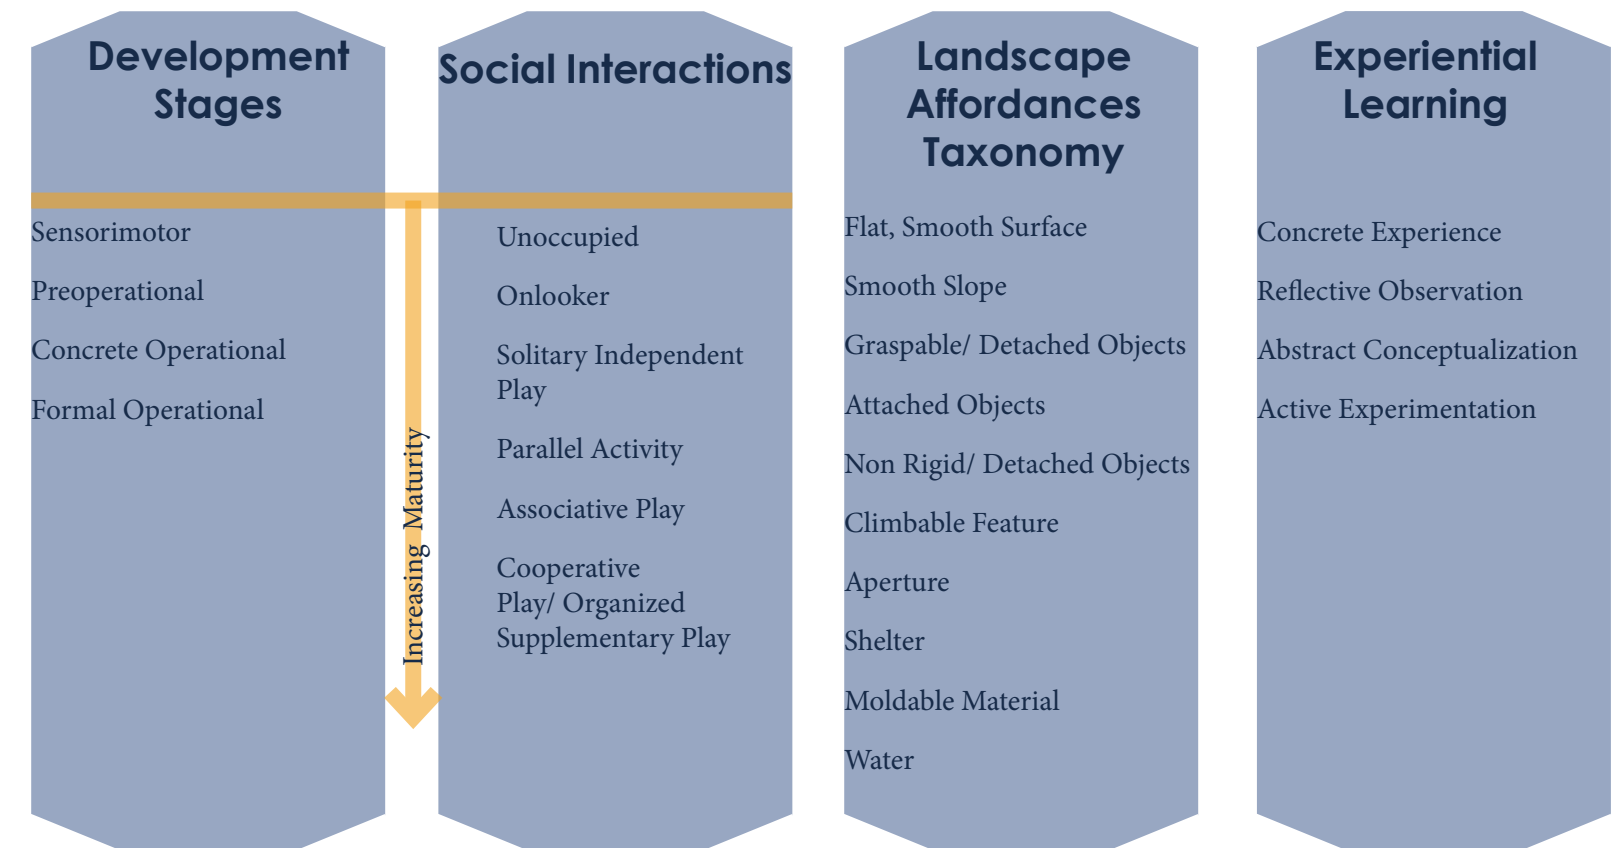 Development
Stages
Sensorimotor
Preoperational
Concrete Operational
Formal Operational
Increasing Maturity
Social Interactions
Unoccupied
Onlooker
Solitary Independent
Play
Parallel Activity
Associative Play
Cooperative
Play/ Organized
Supplementary Play
Landscape
Affordances
Taxonomy
Flat, Smooth Surface
Smooth Slope
Graspable/ Detached Objects
Attached Objects
Non Rigid/ Detached Objects
Climbable Feature
Aperture
Shelter
Moldable Material
Water
Experiential
Learning
Concrete Experience
Reflective Observation
Abstract Conceptualization
Active Experimentation